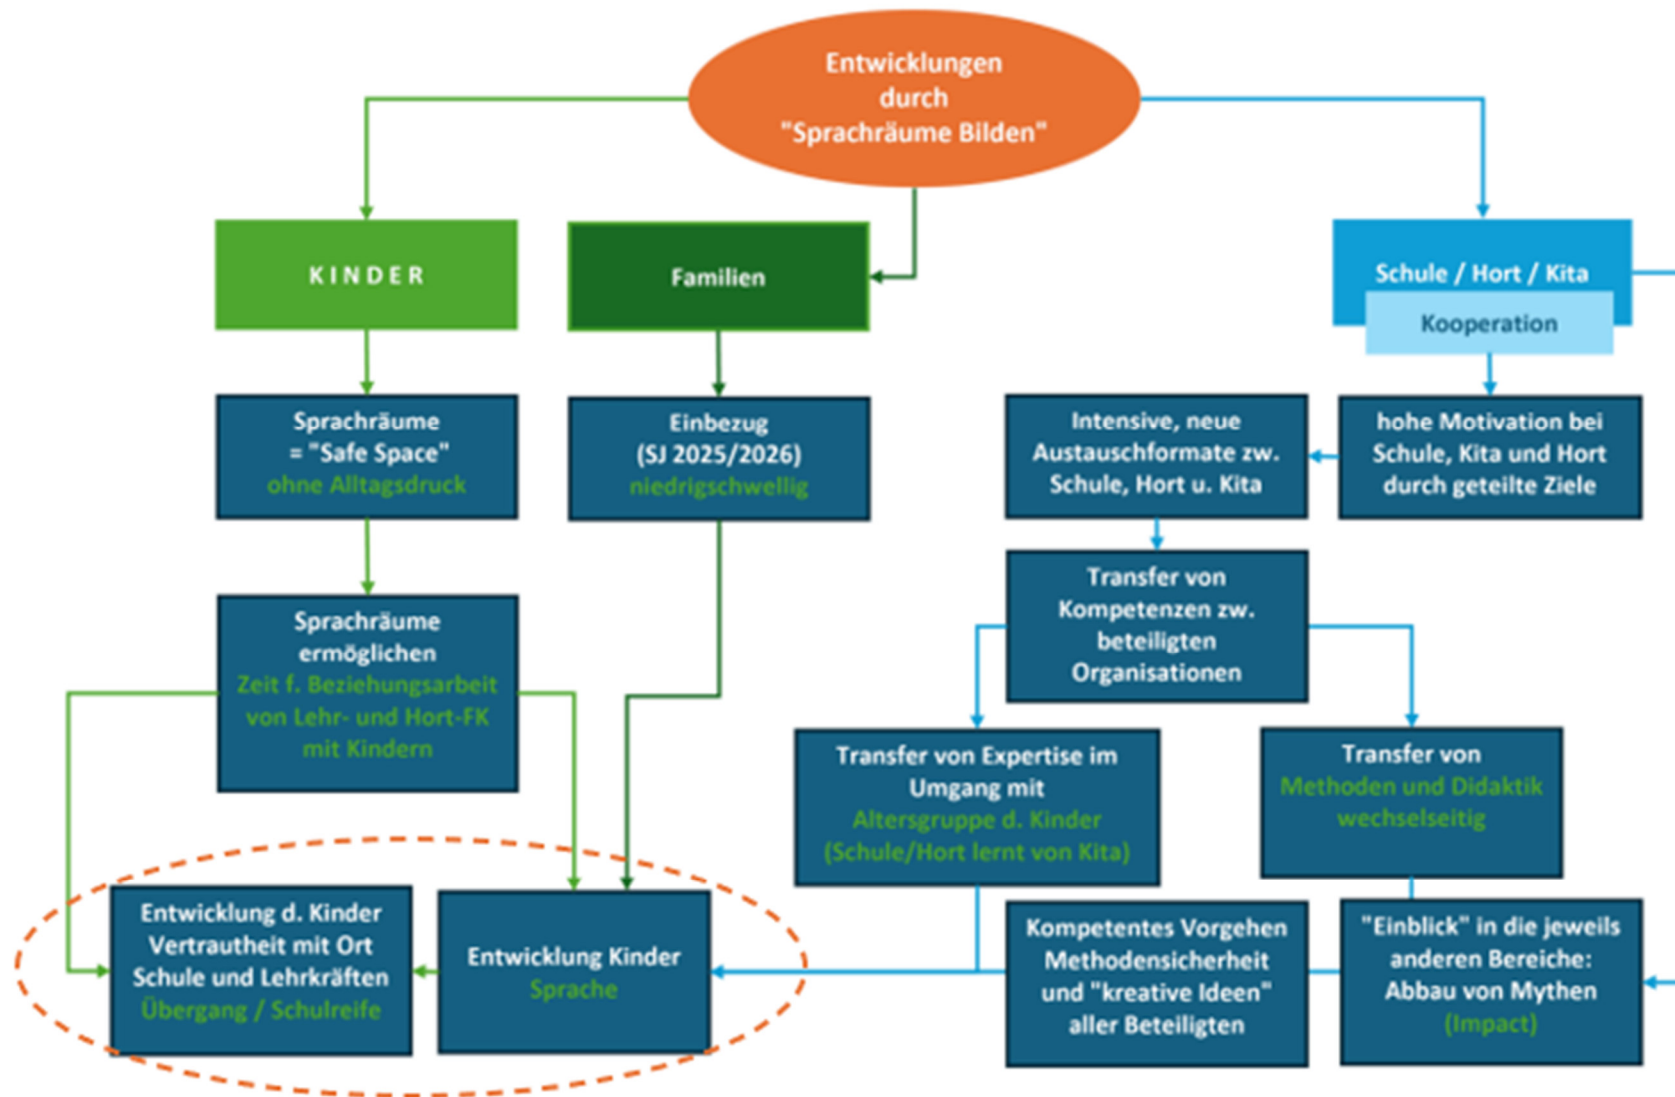 Entwicklungen
durch
"Sprachräume Bilden"
K I N D E R
Familien
Schule / Hort / Kita
Kooperation
Sprachräume
= "Safe Space"
ohne Alltagsdruck
Einbezug
(SJ 2025/2026)
niedrigschwellig
Intensive, neue
Austauschformate zw.
Schule, Hort u. Kita
hohe Motivation bei
Schule, Kita und Hort
durch geteilte Ziele
Sprachräume
ermöglichen
Zeit f. Beziehungsarbeit
von Lehr- und Hort-FK
mit Kindern
Transfer von
Kompetenzen zw.
beteiligten
Organisationen
Transfer von Expertise im
Umgang mit
Altersgruppe d. Kinder
(Schule/Hort lernt von Kita)
Transfer von
Methoden und Didaktik
wechselseitig
Entwicklung d. Kinder
Vertrautheit mit Ort
Schule und Lehrkräften
Übergang / Schulreife
Entwicklung Kinder
Sprache
Kompetentes Vorgehen
Methodensicherheit
und "kreative Ideen"
aller Beteiligten
"Einblick" in die jeweils
anderen Bereiche:
Abbau von Mythen
(Impact)